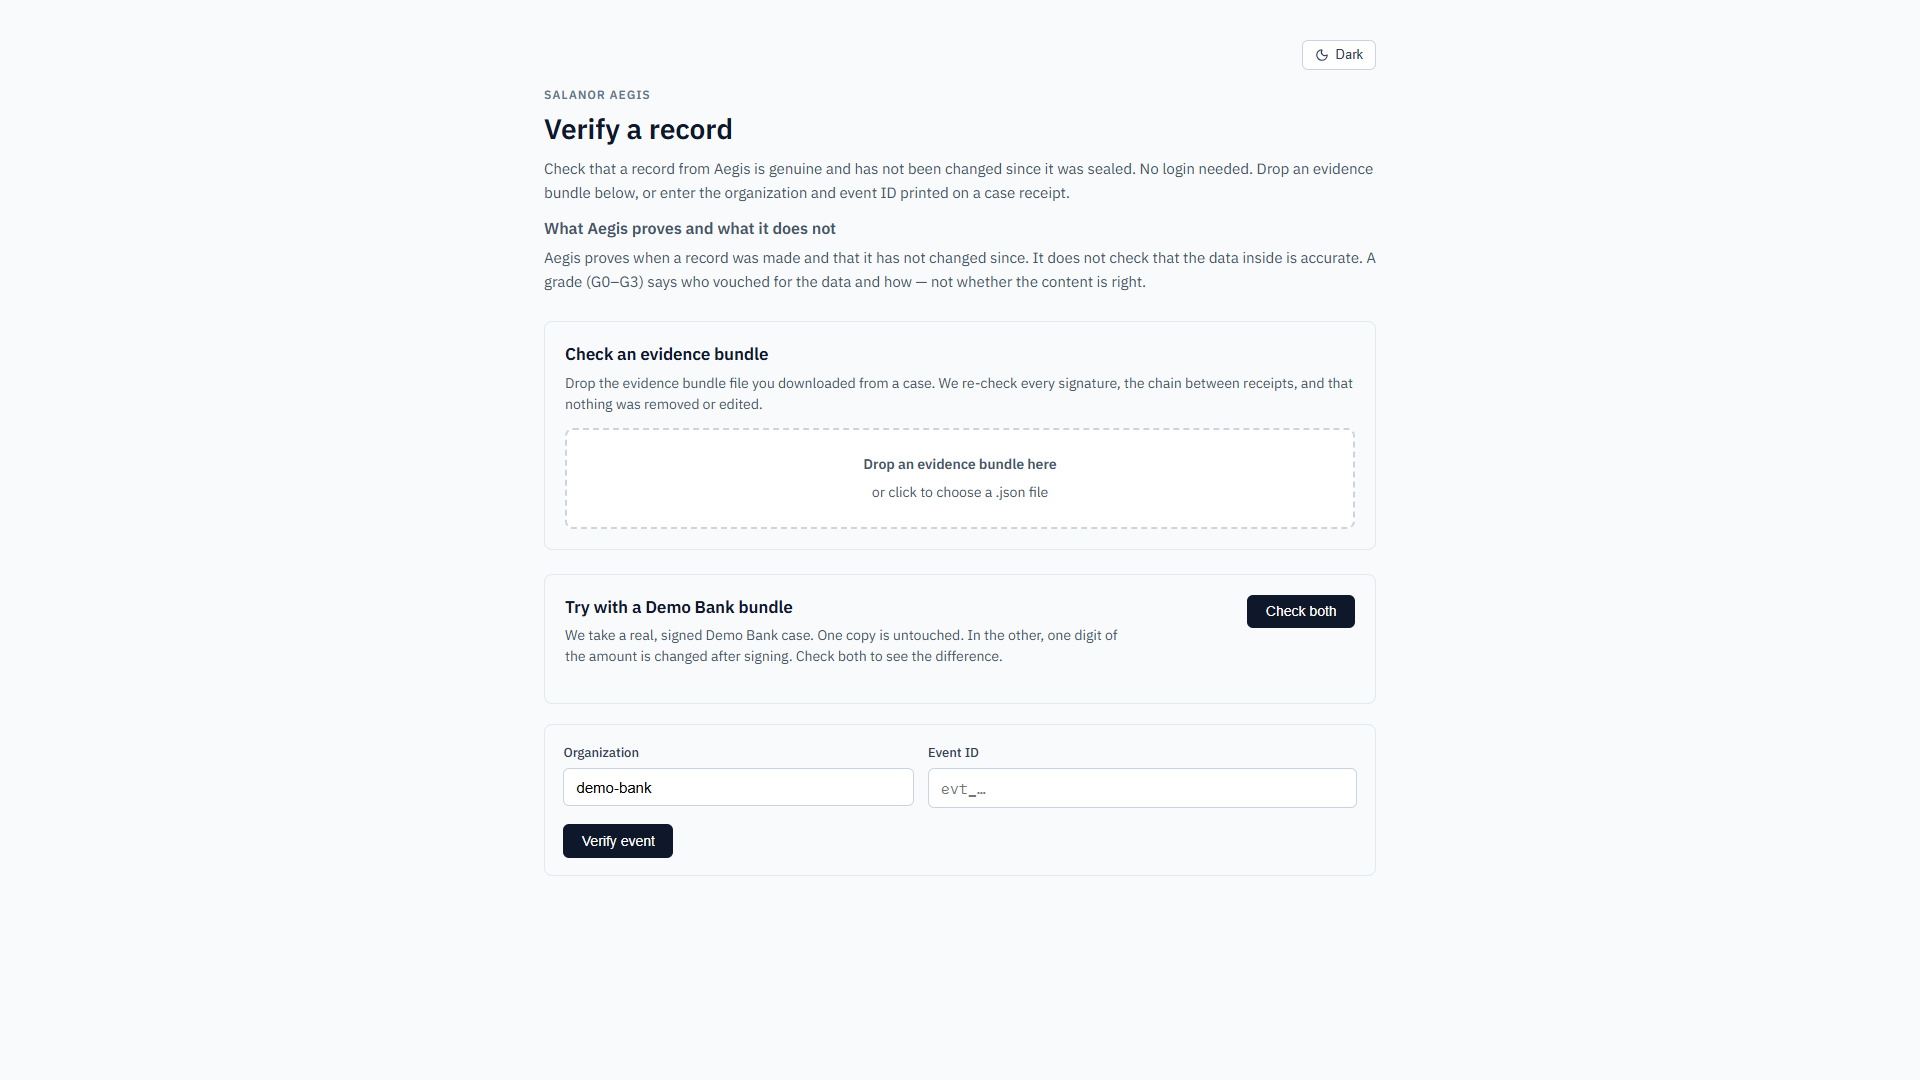 Dark
SALANOR AEGIS
Verify a record
Check that a record from Aegis is genuine and has not been changed since it was sealed. No login needed. Drop an evidence
bundle below, or enter the organization and event ID printed on a case receipt.
What Aegis proves and what it does not
Aegis proves when a record was made and that it has not changed since. It does not check that the data inside is accurate. A
grade (G0–G3) says who vouched for the data and how — not whether the content is right.
Check an evidence bundle
Drop the evidence bundle file you downloaded from a case. We re-check every signature, the chain between receipts, and that
nothing was removed or edited.
Drop an evidence bundle here
or click to choose a .json file
Try with a Demo Bank bundle
Check both
We take a real, signed Demo Bank case. One copy is untouched. In the other, one digit of
the amount is changed after signing. Check both to see the difference.
Organization
Event ID
demo-bank
evt_…
Verify event